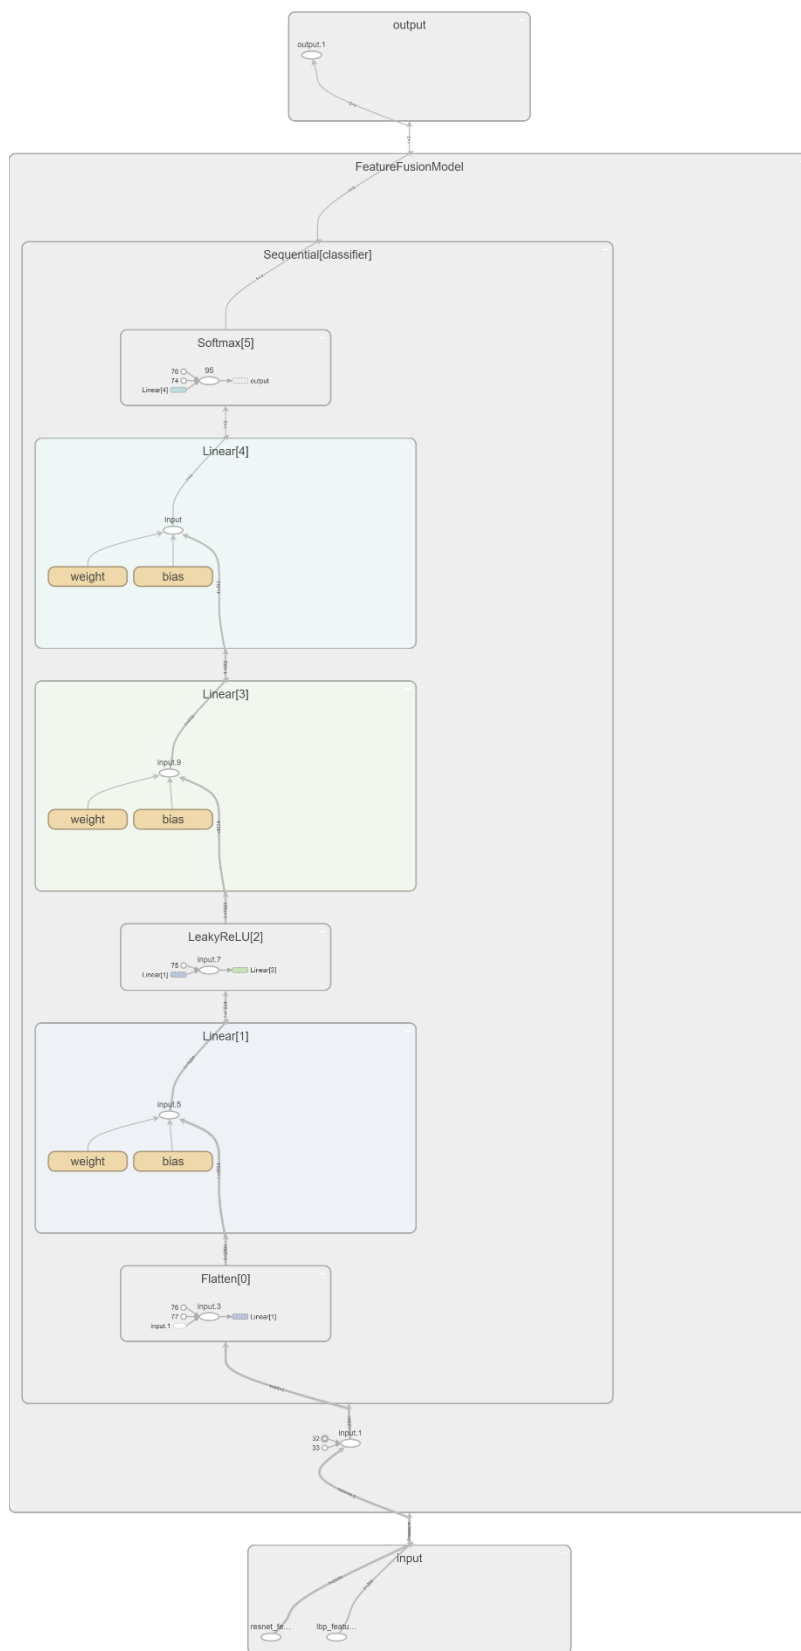 output
output.1
FeatureFusionModel
Sequential[classifier]
Softmax[5]
76
95
74
output
Linear[4]
Linear[4]
input
weight
bias
Linear[3]
input.9
weight
bias
LeakyReLU[2]
input.7
75
Linear[3]
Linear[1]
Linear[1]
input.5
weight
bias
Flatten[0]
76
input.3
77
Linear[1]
input.1
input.1
32
33
Input
resnet_fe...
lbp_featu...